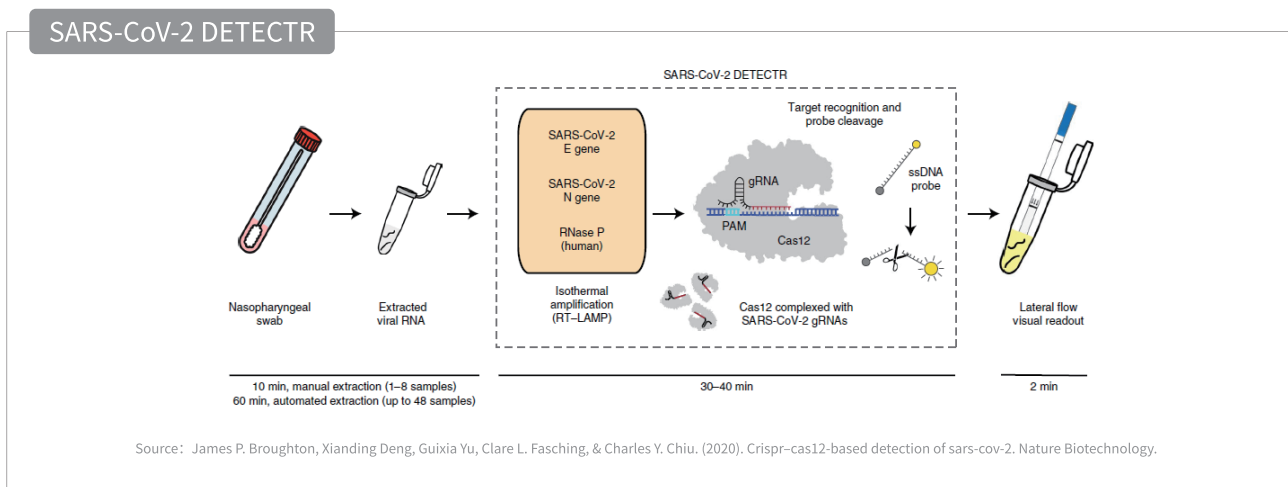 SARS-CoV-2 DETECTR
SARS-CoV-2 DETECTR
SARS-CoV-2
E gene
SARS-CoV-2
N gene
RNase P
(human)
Target recognition and
probe cleavage
gRNA
PAM
Cas12
ssDNA
probe
Nasopharyngeal
swab
Extracted
viral RNA
Isothermal
amplification
(RT–LAMP)
Cas12 complexed with
SARS-CoV-2 gRNAs
Lateral flow
visual readout
10 min, manual extraction (1–8 samples)
60 min, automated extraction (up to 48 samples)
30–40 min
2 min
Source：James P. Broughton, Xianding Deng, Guixia Yu, Clare L. Fasching, & Charles Y. Chiu. (2020). Crispr–cas12-based detection of sars-cov-2. Nature Biotechnology.